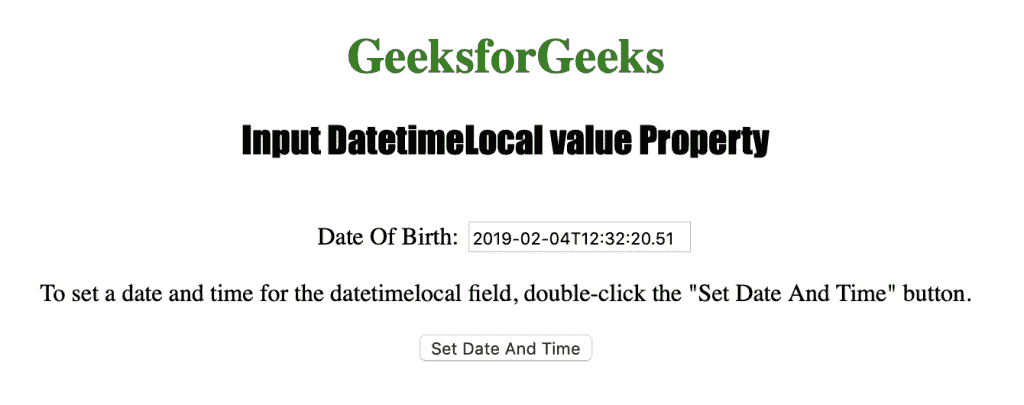 GeeksforGeeks
Input DatetimeLocal value Property
Date Of Birth: 2019-02-04T12:32:20.51
To set a date and time for the datetimelocal field, double-click the "Set Date And Time" button.
Set Date And Time